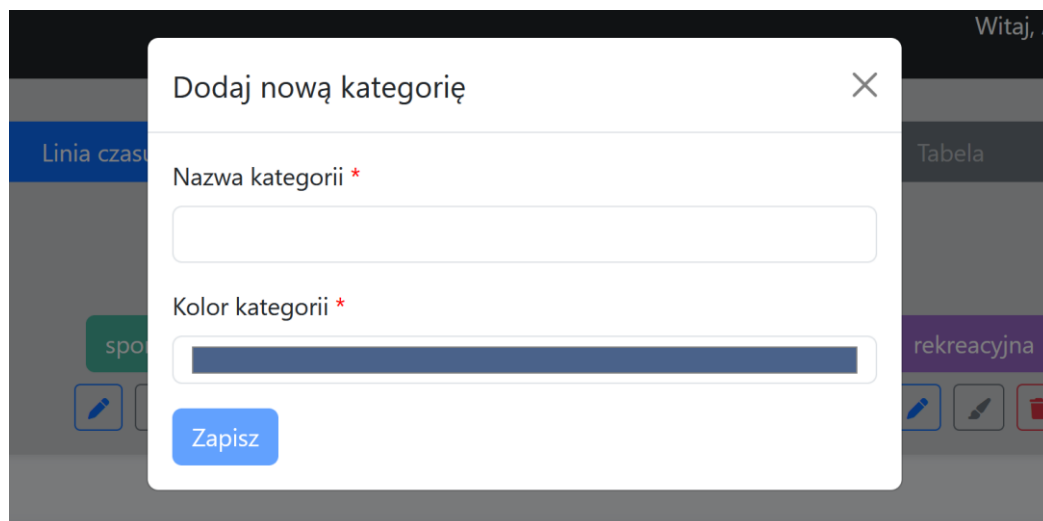 Witaj,
Dodaj nową kategorię
Linia czasu
Tabela
Nazwa kategorii *
Kolor kategorii *
rekreacyjna
Zapisz